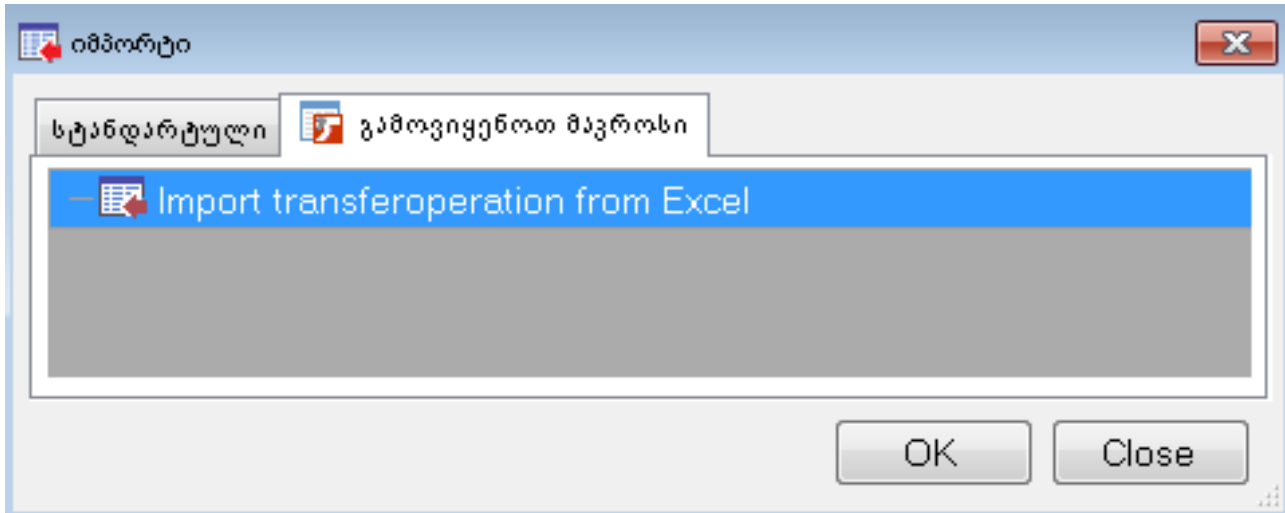 იმპორტი
სტანდარტული
გამოვიყენოთ მაკროსი
Import transferoperation from Excel
OK
Close